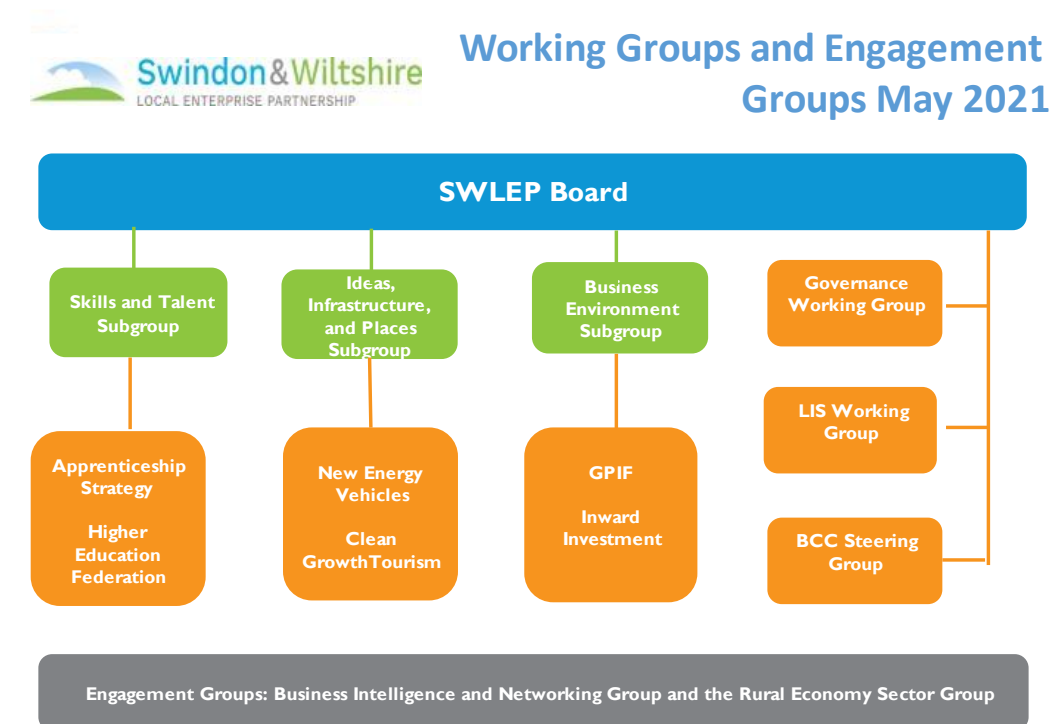 Swindon&Wiltshire
LOCAL ENTERPRISE PARTNERSHIP
Working Groups and Engagement
Groups May 2021
SWLEP Board
Skills and Talent
Subgroup
Ideas,
Infrastructure,
and Places
Subgroup
Business
Environment
Subgroup
Governance
Working Group
LIS Working
Group
BCC Steering
Group
Apprenticeship
Strategy
Higher
Education
Federation
New Energy
Vehicles
Clean
GrowthTourism
GPIF
Inward
Investment
Engagement Groups: Business Intelligence and Networking Group and the Rural Economy Sector Group